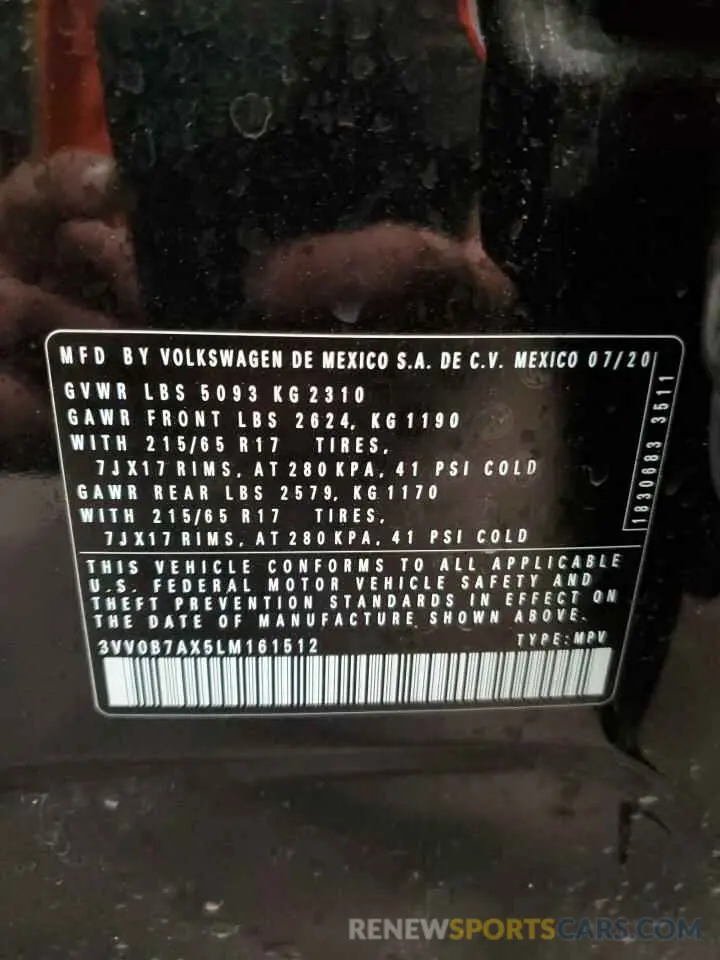 MFD BY VOLKSWAGEN DE MEXICO S.A. DE C.V. MEXICO 07/20
GVWR LBS 5093 KG 2310
GAWR FRONT LBS 2624, KG 1190
WITH 215/65 R17 TIRES,
7JX17 RIMS, AT 280 KPA, 41 PSI COLD
GAWR REAR LBS 2579, KG 1170
WITH 215/65 R17 TIRES,
7JX17 RIMS, AT 280 KPA, 41 PSI COLD
1830683 3511
THIS VEHICLE CONFORMS TO ALL APPLICABLE
U.S. FEDERAL MOTOR VEHICLE SAFETY AND
THEFT PREVENTION STANDARDS IN EFFECT ON
THE DATE OF MANUFACTURE SHOWN ABOVE.
3VV0B7AX5LM161512 TYPE: MPV
RENEWSPORTSCARS.COM